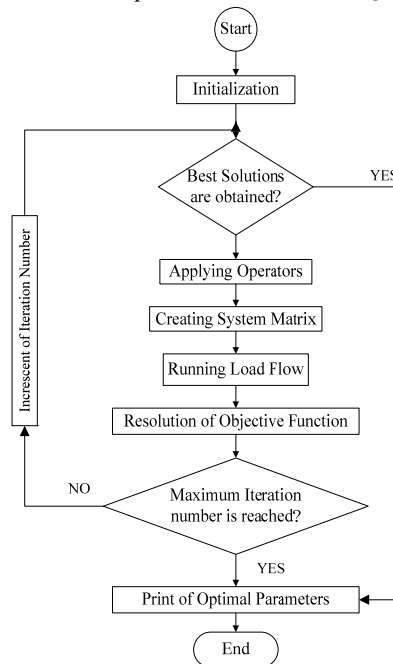 Start
Initialization
Best Solutions
are obtained?
YES
Applying Operators
Creating System Matrix
Running Load Flow
Resolution of Objective Function
Increscent of Iteration Number
NO
Maximum Iteration
number is reached?
YES
Print of Optimal Parameters
End